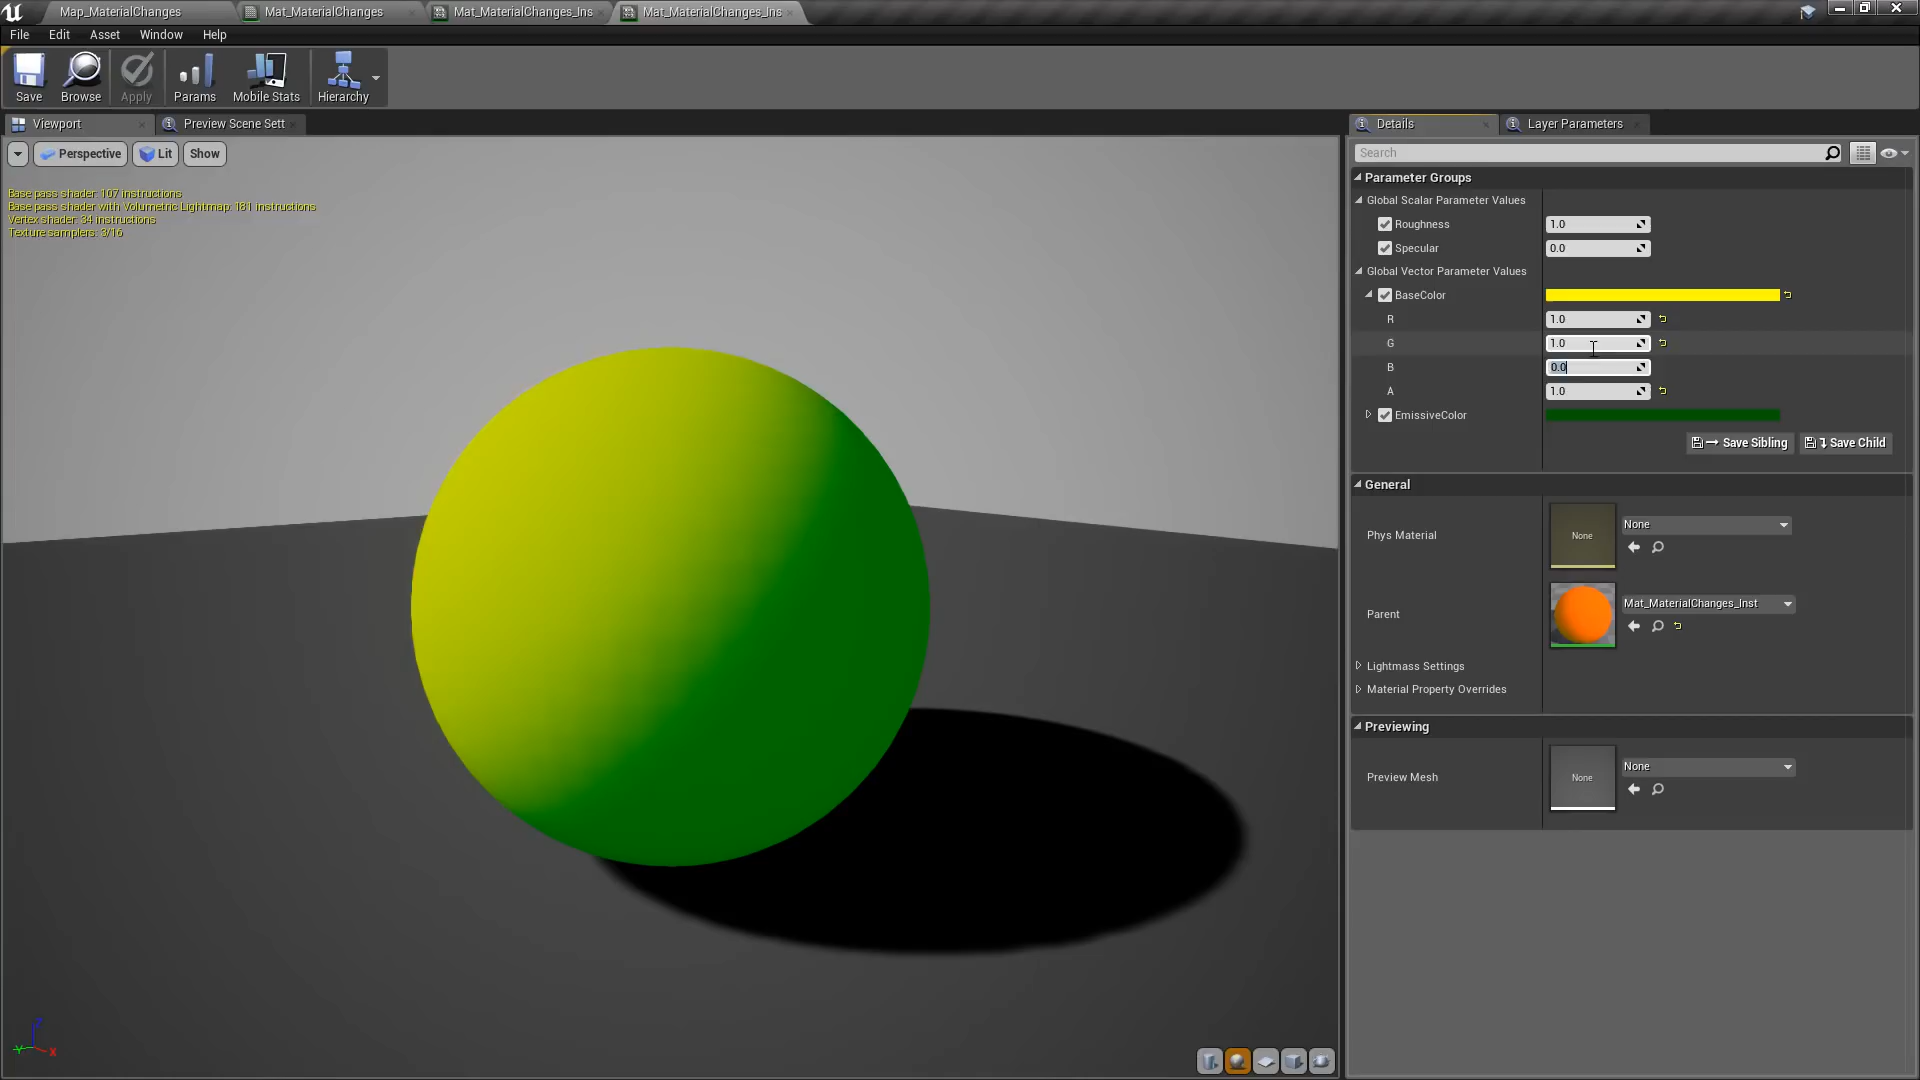 Map_MaterialChanges
Mat_MaterialChanges
Mat_MaterialChanges_Ins
Mat_MaterialChanges_Ins
File Edit Asset Window Help
Save Browse Apply Params Mobile Stats Hierarchy
Viewport
Preview Scene Sett
Details
Layer Parameters
Perspective Lit Show
Search
Base pass shader: 107 instructions
Base pass shader with Volumetric Lightmap: 181 instructions
Vertex shader: 34 instructions
Texture samplers: 3/16
Parameter Groups
Global Scalar Parameter Values
Roughness 1.0
Specular 0.0
Global Vector Parameter Values
BaseColor
R 1.0
G 1.0
B 0.0
A 1.0
EmissiveColor
Save Sibling Save Child
General
Phys Material None None
Parent Mat_MaterialChanges_Inst
Lightmass Settings
Material Property Overrides
Previewing
Preview Mesh None None
Z
Y X